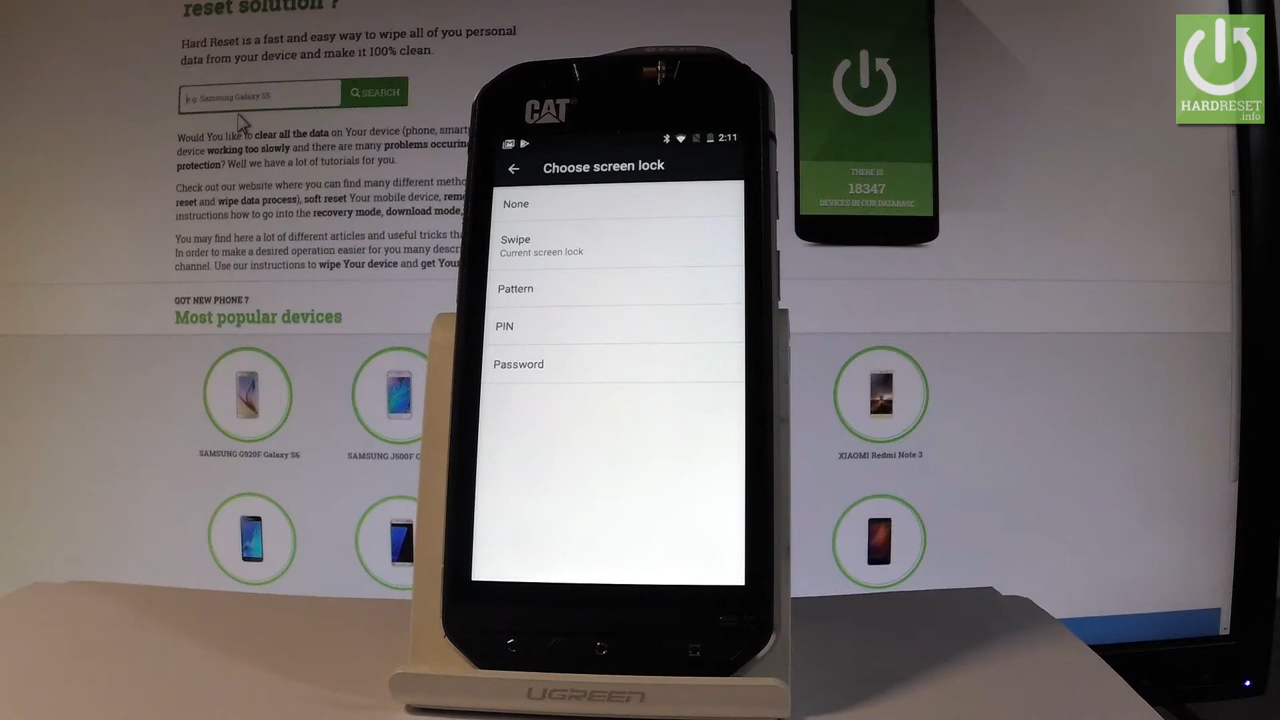 reset solution ?
Hard Reset is a fast and easy way to wipe all of you personal
data from your device and make it 100% clean.
e.g. Samsung Galaxy S5
SEARCH
Would You like to clear all the data on Your device (phone, smart
device working too slowly and there are many problems occuring
protection? Well we have a lot of tutorials for you.
Check out our website where you can find many different metho
reset and wipe data process), soft reset Your mobile device, rem
instructions how to go into the recovery mode, download mode,
You may find here a lot of different articles and useful tricks tha
In order to make a desired operation easier for you many descr
channel. Use our instructions to wipe Your device and get Your
GOT NEW PHONE ?
Most popular devices
SAMSUNG G920F Galaxy S6
SAMSUNG J500F G
XIAOMI Redmi Note 3
THERE IS
18347
DEVICES IN OUR DATABASE
HARDRESET
.info
CAT
2:11
Choose screen lock
None
Swipe
Current screen lock
Pattern
PIN
Password
UGREEN